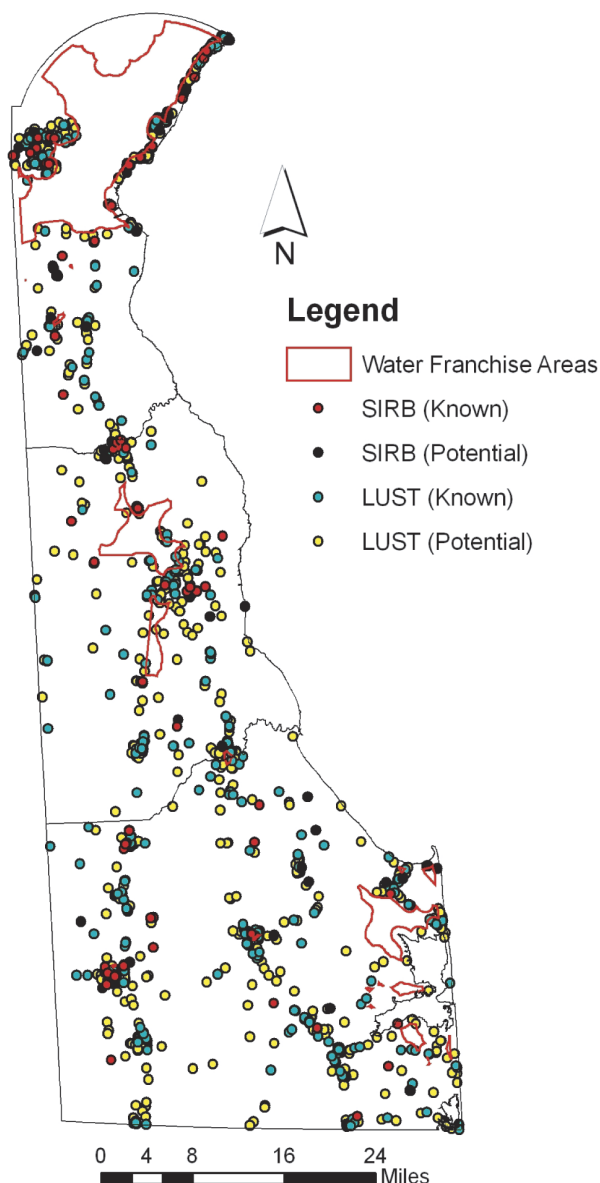 N
Legend
Water Franchise Areas
SIRB (Known)
SIRB (Potential)
LUST (Known)
LUST (Potential)
0 4 8 16 24
Miles